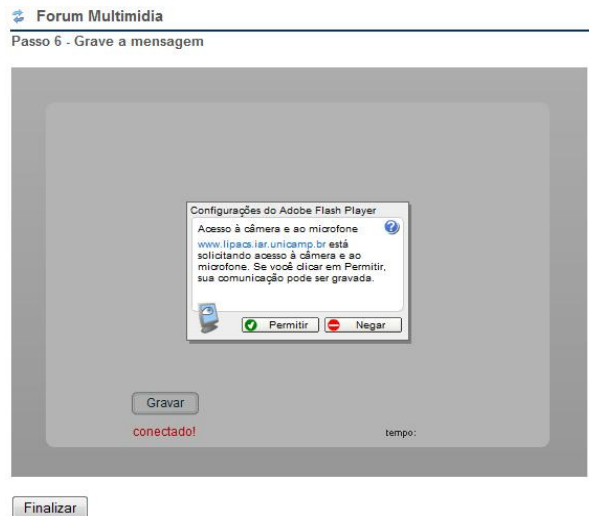 Forum Multimidia
Passo 6 - Grave a mensagem
Configurações do Adobe Flash Player
Acesso à câmera e ao microfone
www.lipacs.iar.unicamp.br está
solicitando acesso à câmera e ao
microfone. Se você clicar em Permitir,
sua comunicação pode ser gravada.
Permitir
Negar
Gravar
conectado!
tempo:
Finalizar